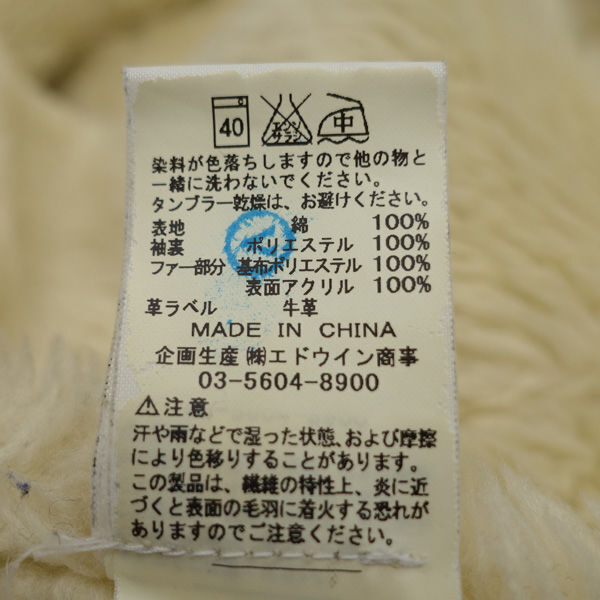 40 エンソ サラシ 中
染料が色落ちしますので他の物と
一緒に洗わないでください。
タンブラー乾燥は、お避けください。
表地 綿 100%
袖裏 ポリエステル 100%
ファー部分 基布ポリエステル 100%
表面アクリル 100%
革ラベル 牛革
MADE IN CHINA
企画生産 ㈱エドウイン商事
03-5604-8900
⚠注意
汗や雨などで湿った状態、および摩擦
により色移りすることがあります。
この製品は、繊維の特性上、炎に近
づくと表面の毛羽に着火する恐れが
ありますのでご注意ください。